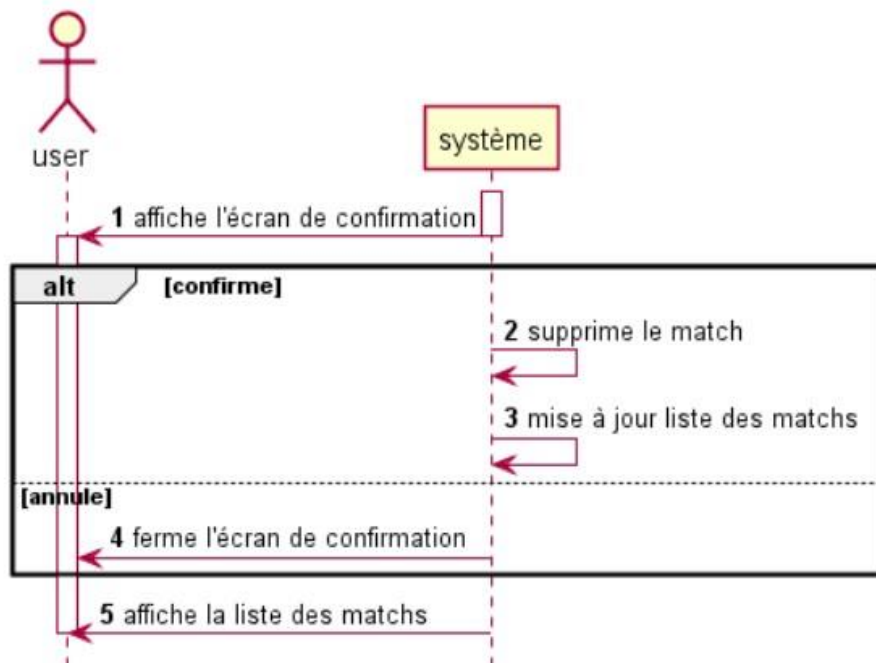 user
système
1 affiche l'écran de confirmation
alt [confirme]
2 supprime le match
3 mise à jour liste des matchs
[annule]
4 ferme l'écran de confirmation
5 affiche la liste des matchs